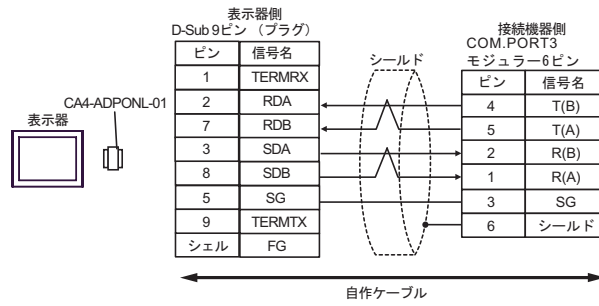 表示器側
D-Sub 9ピン （プラグ）
ピン 信号名
1 TERMRX
2 RDA
7 RDB
3 SDA
8 SDB
5 SG
9 TERMTX
シェル FG
シールド
接続機器側
COM.PORT3
モジュラー6ピン
ピン 信号名
4 T(B)
5 T(A)
2 R(B)
1 R(A)
3 SG
6 シールド
CA4-ADPONL-01
表示器
自作ケーブル